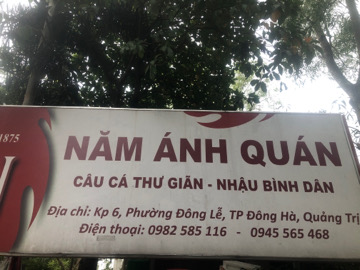 1875
NĂM ÁNH QUÁN
CÂU CÁ THƯ GIÃN - NHẬU BÌNH DÂN
Địa chỉ: Kp 6, Phường Đông Lễ, TP Đông Hà, Quảng Trị
Điện thoại: 0982 585 116 - 0945 565 468